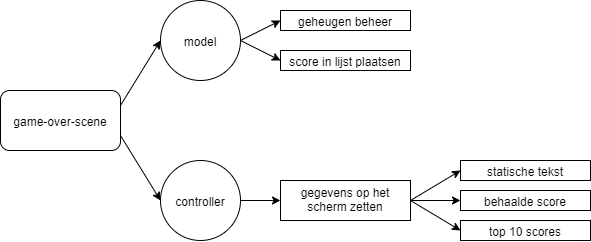 game-over-scene
model
geheugen beheer
score in lijst plaatsen
controller
gegevens op het
scherm zetten
statische tekst
behaalde score
top 10 scores